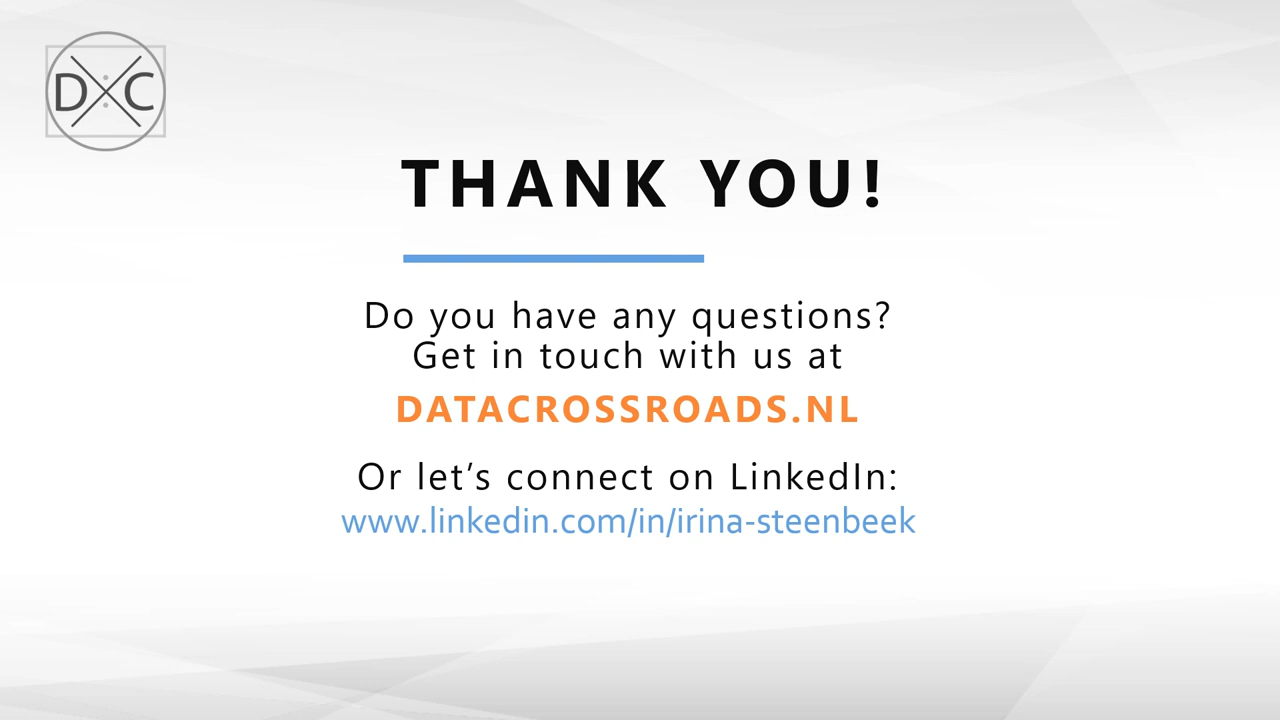 DXC
THANK YOU!
Do you have any questions?
Get in touch with us at
DATACROSSROADS.NL
Or let’s connect on LinkedIn:
www.linkedin.com/in/irina-steenbeek